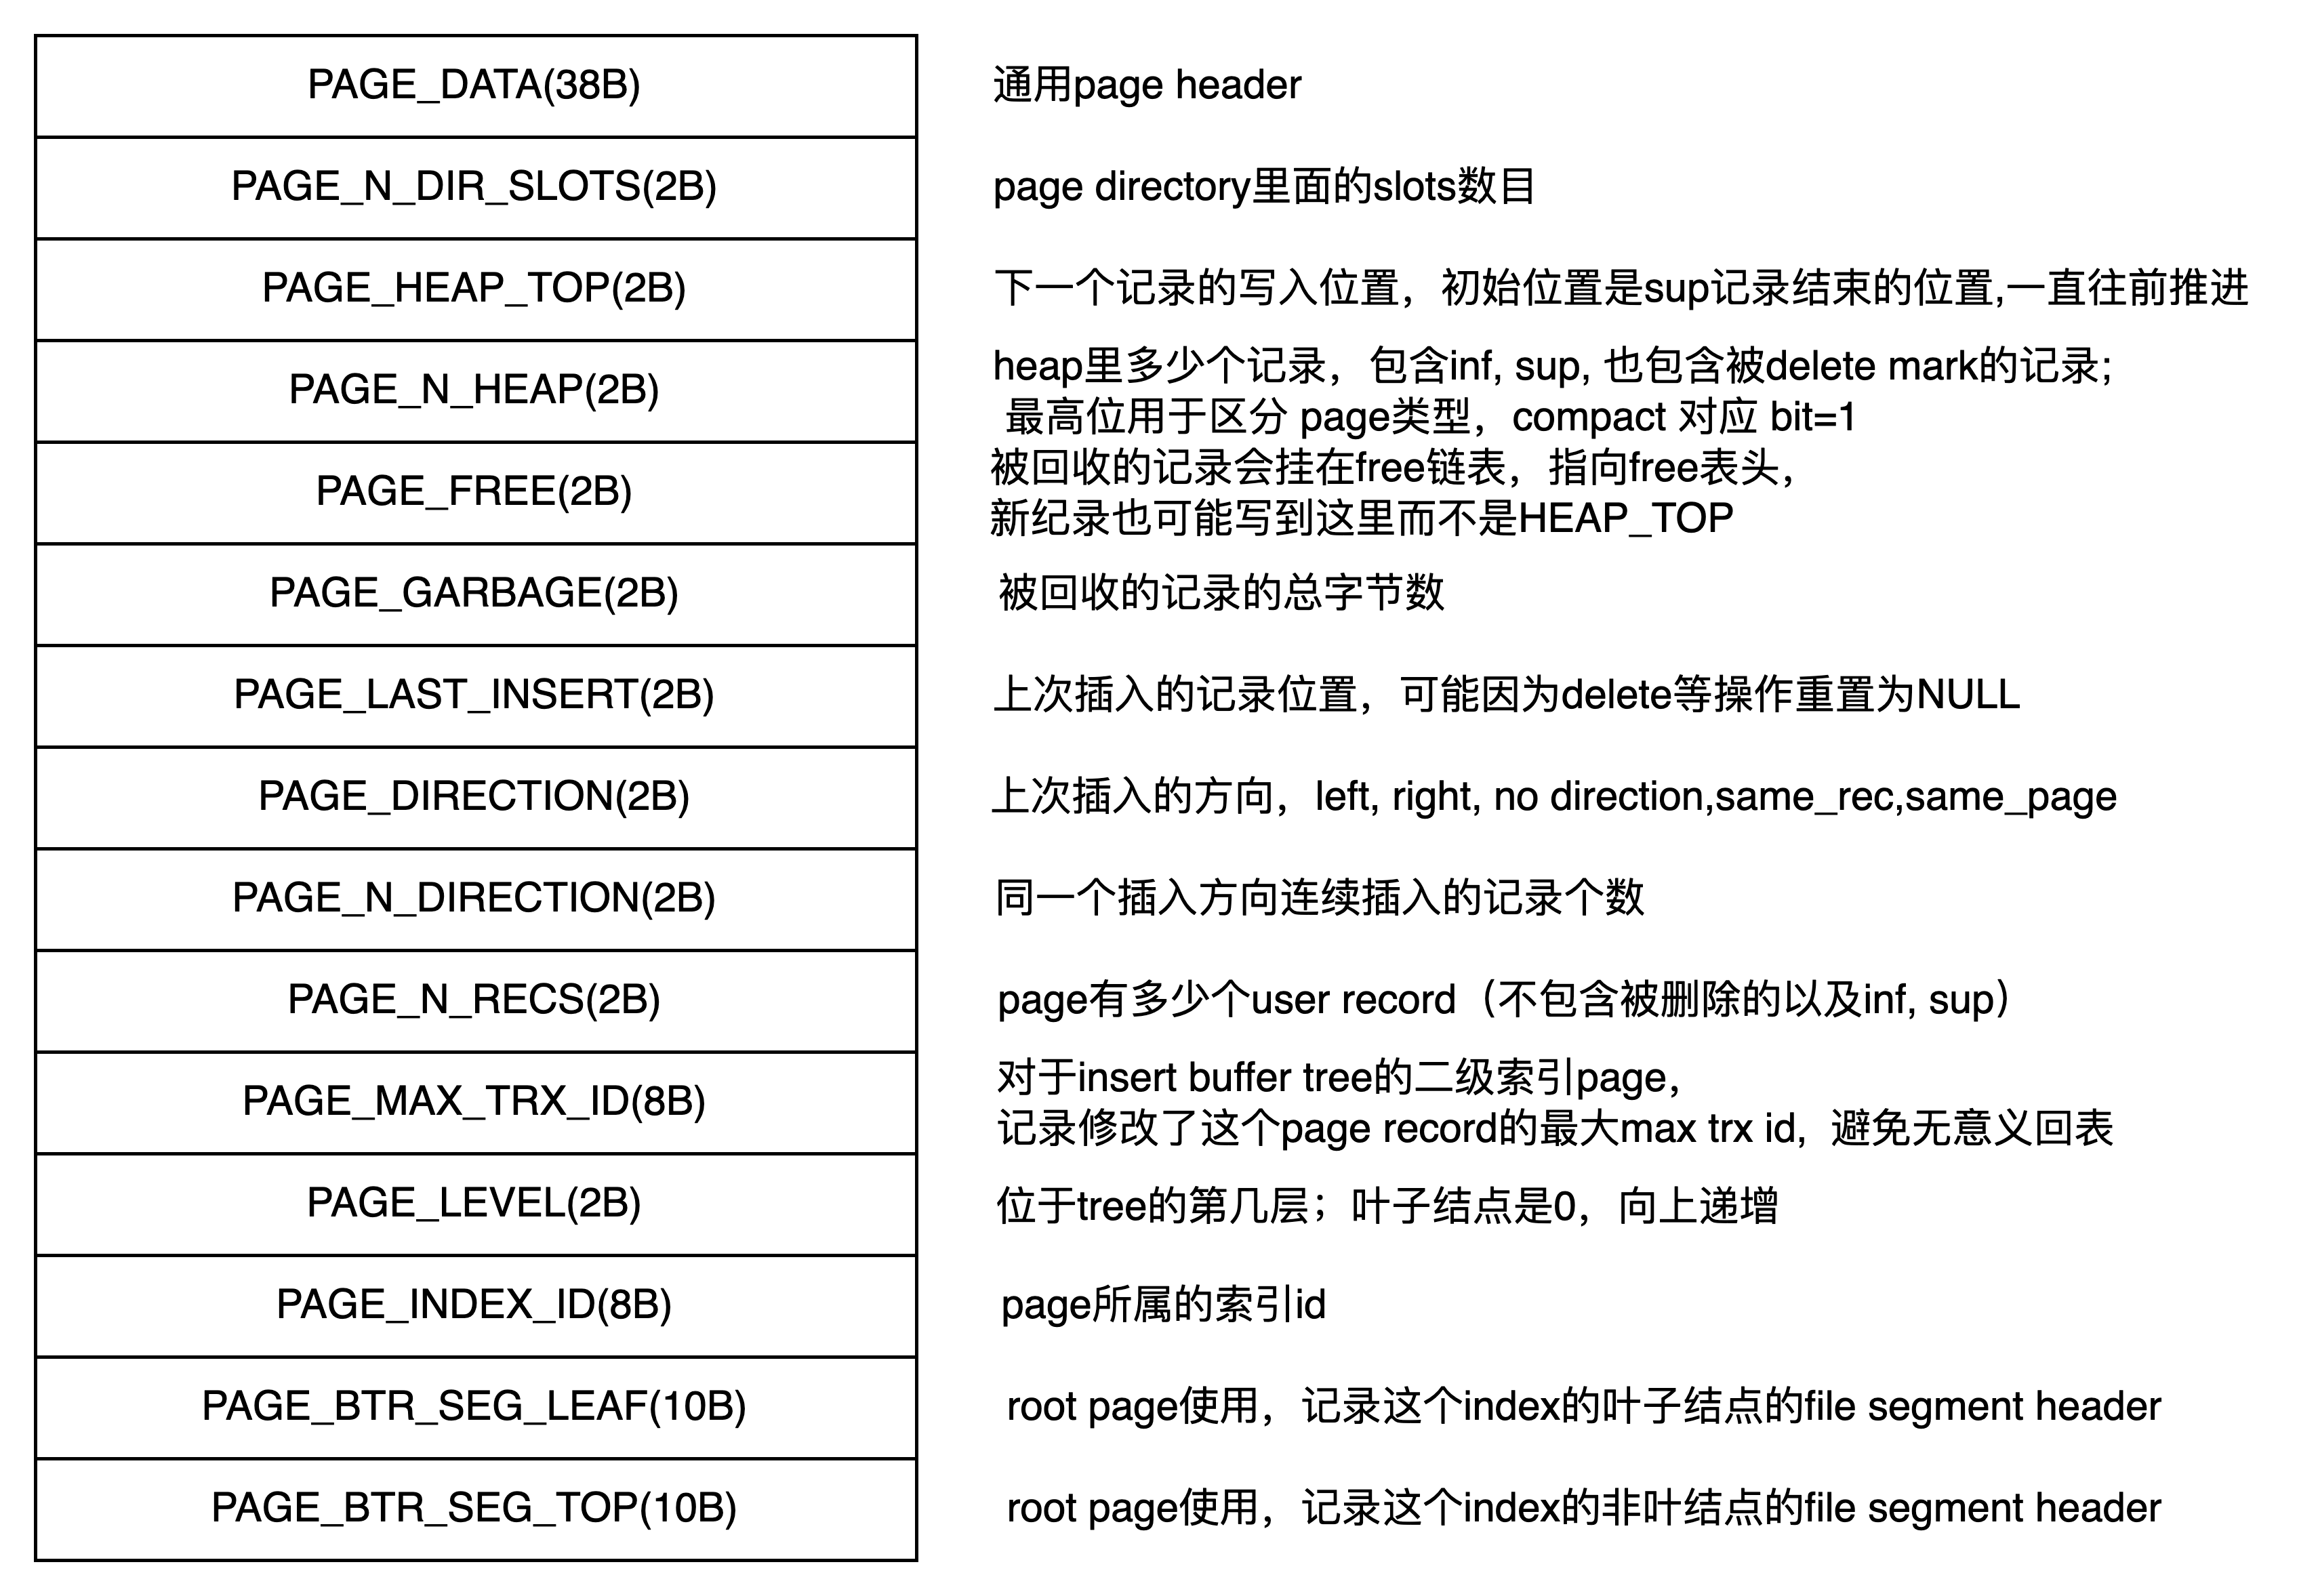 PAGE_DATA(38B)
通用page header
PAGE_N_DIR_SLOTS(2B)
page directory里面的slots数目
PAGE_HEAP_TOP(2B)
下一个记录的写入位置，初始位置是sup记录结束的位置,一直往前推进
PAGE_N_HEAP(2B)
heap里多少个记录，包含inf, sup, 也包含被delete mark的记录；
最高位用于区分 page类型，compact 对应 bit=1
PAGE_FREE(2B)
被回收的记录会挂在free链表，指向free表头，
新纪录也可能写到这里而不是HEAP_TOP
PAGE_GARBAGE(2B)
被回收的记录的总字节数
PAGE_LAST_INSERT(2B)
上次插入的记录位置，可能因为delete等操作重置为NULL
PAGE_DIRECTION(2B)
上次插入的方向，left, right, no direction,same_rec,same_page
PAGE_N_DIRECTION(2B)
同一个插入方向连续插入的记录个数
PAGE_N_RECS(2B)
page有多少个user record（不包含被删除的以及inf, sup）
PAGE_MAX_TRX_ID(8B)
对于insert buffer tree的二级索引page，
记录修改了这个page record的最大max trx id，避免无意义回表
PAGE_LEVEL(2B)
位于tree的第几层；叶子结点是0，向上递增
PAGE_INDEX_ID(8B)
page所属的索引id
PAGE_BTR_SEG_LEAF(10B)
root page使用，记录这个index的叶子结点的file segment header
PAGE_BTR_SEG_TOP(10B)
root page使用，记录这个index的非叶结点的file segment header